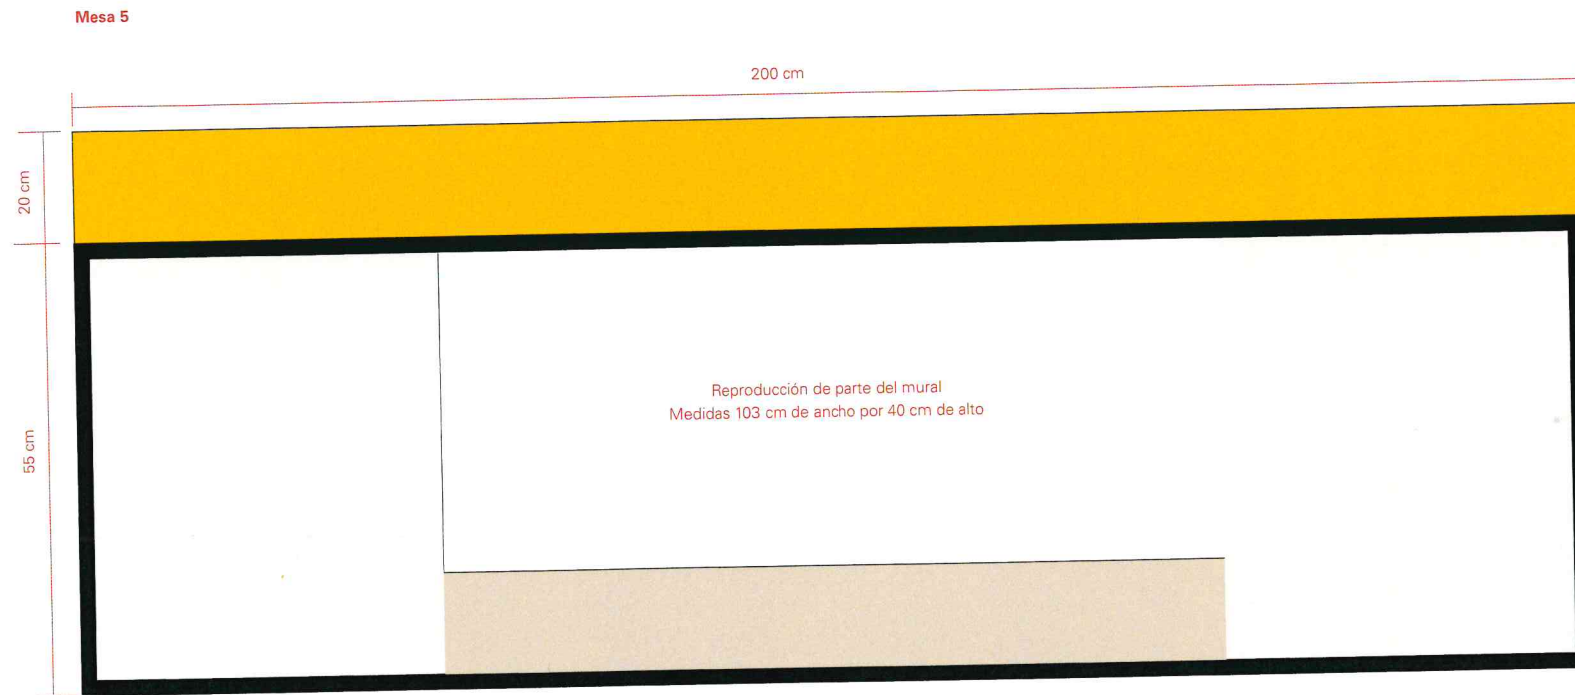 Mesa 5
200 cm
20 cm
Reproducción de parte del mural
Medidas 103 cm de ancho por 40 cm de alto
55 cm